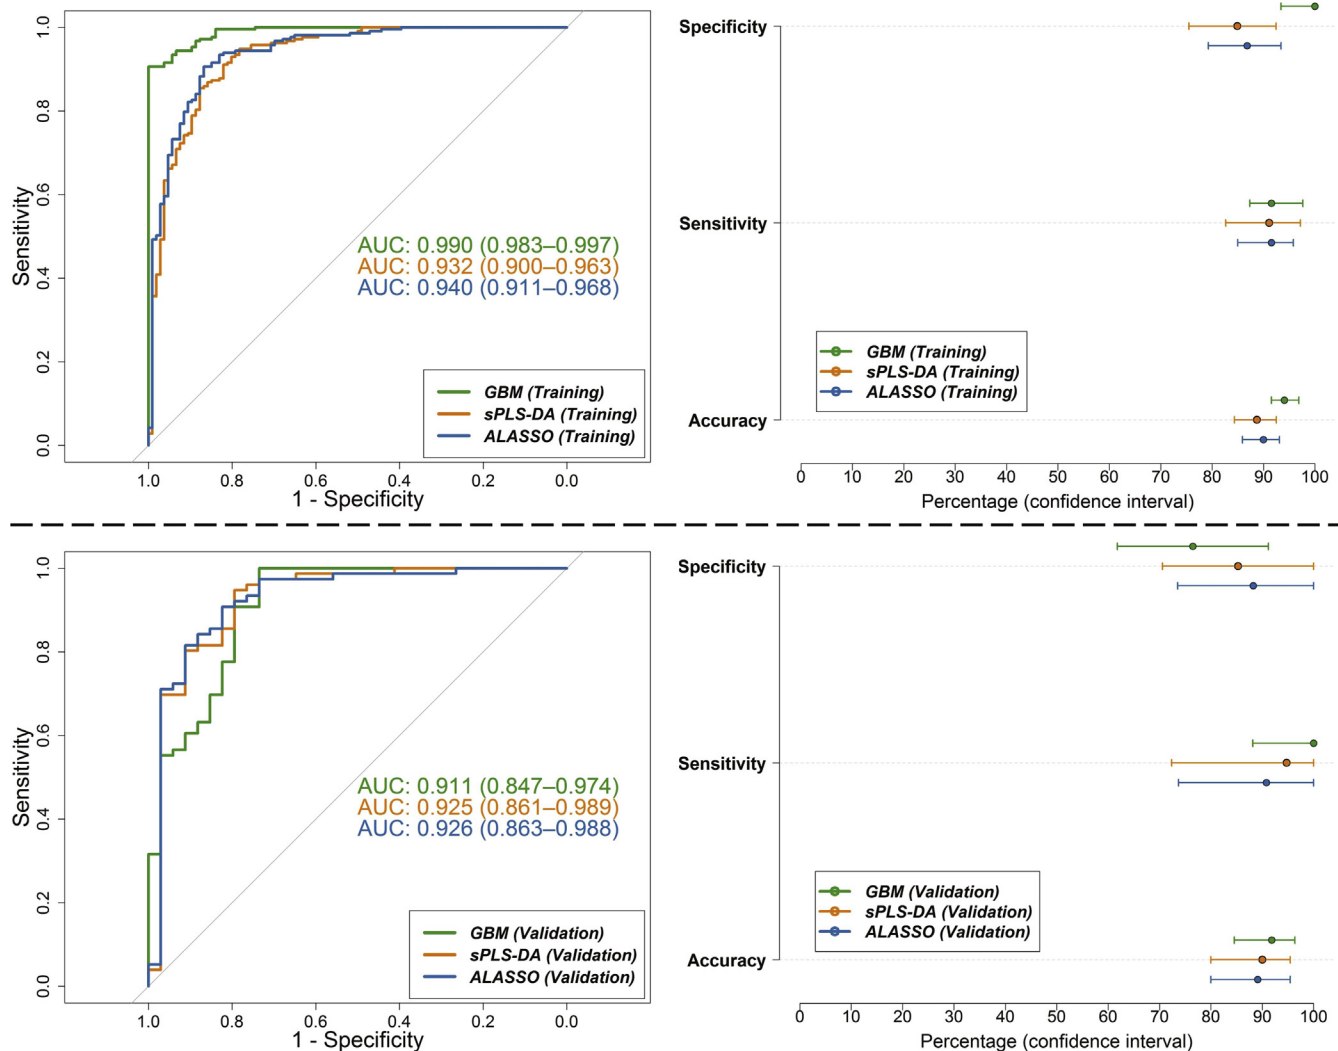 Sensitivity
1.0
0.8
0.6
0.4
0.2
0.0
AUC: 0.990 (0.983–0.997)
AUC: 0.932 (0.900–0.963)
AUC: 0.940 (0.911–0.968)
GBM (Training)
sPLS-DA (Training)
ALASSO (Training)
1.0 0.8 0.6 0.4 0.2 0.0
1 - Specificity
Specificity
Sensitivity
Accuracy
GBM (Training)
sPLS-DA (Training)
ALASSO (Training)
0 10 20 30 40 50 60 70 80 90 100
Percentage (confidence interval)
Sensitivity
1.0
0.8
0.6
0.4
0.2
0.0
AUC: 0.911 (0.847–0.974)
AUC: 0.925 (0.861–0.989)
AUC: 0.926 (0.863–0.988)
GBM (Validation)
sPLS-DA (Validation)
ALASSO (Validation)
1.0 0.8 0.6 0.4 0.2 0.0
1 - Specificity
Specificity
Sensitivity
Accuracy
GBM (Validation)
sPLS-DA (Validation)
ALASSO (Validation)
0 10 20 30 40 50 60 70 80 90 100
Percentage (confidence interval)